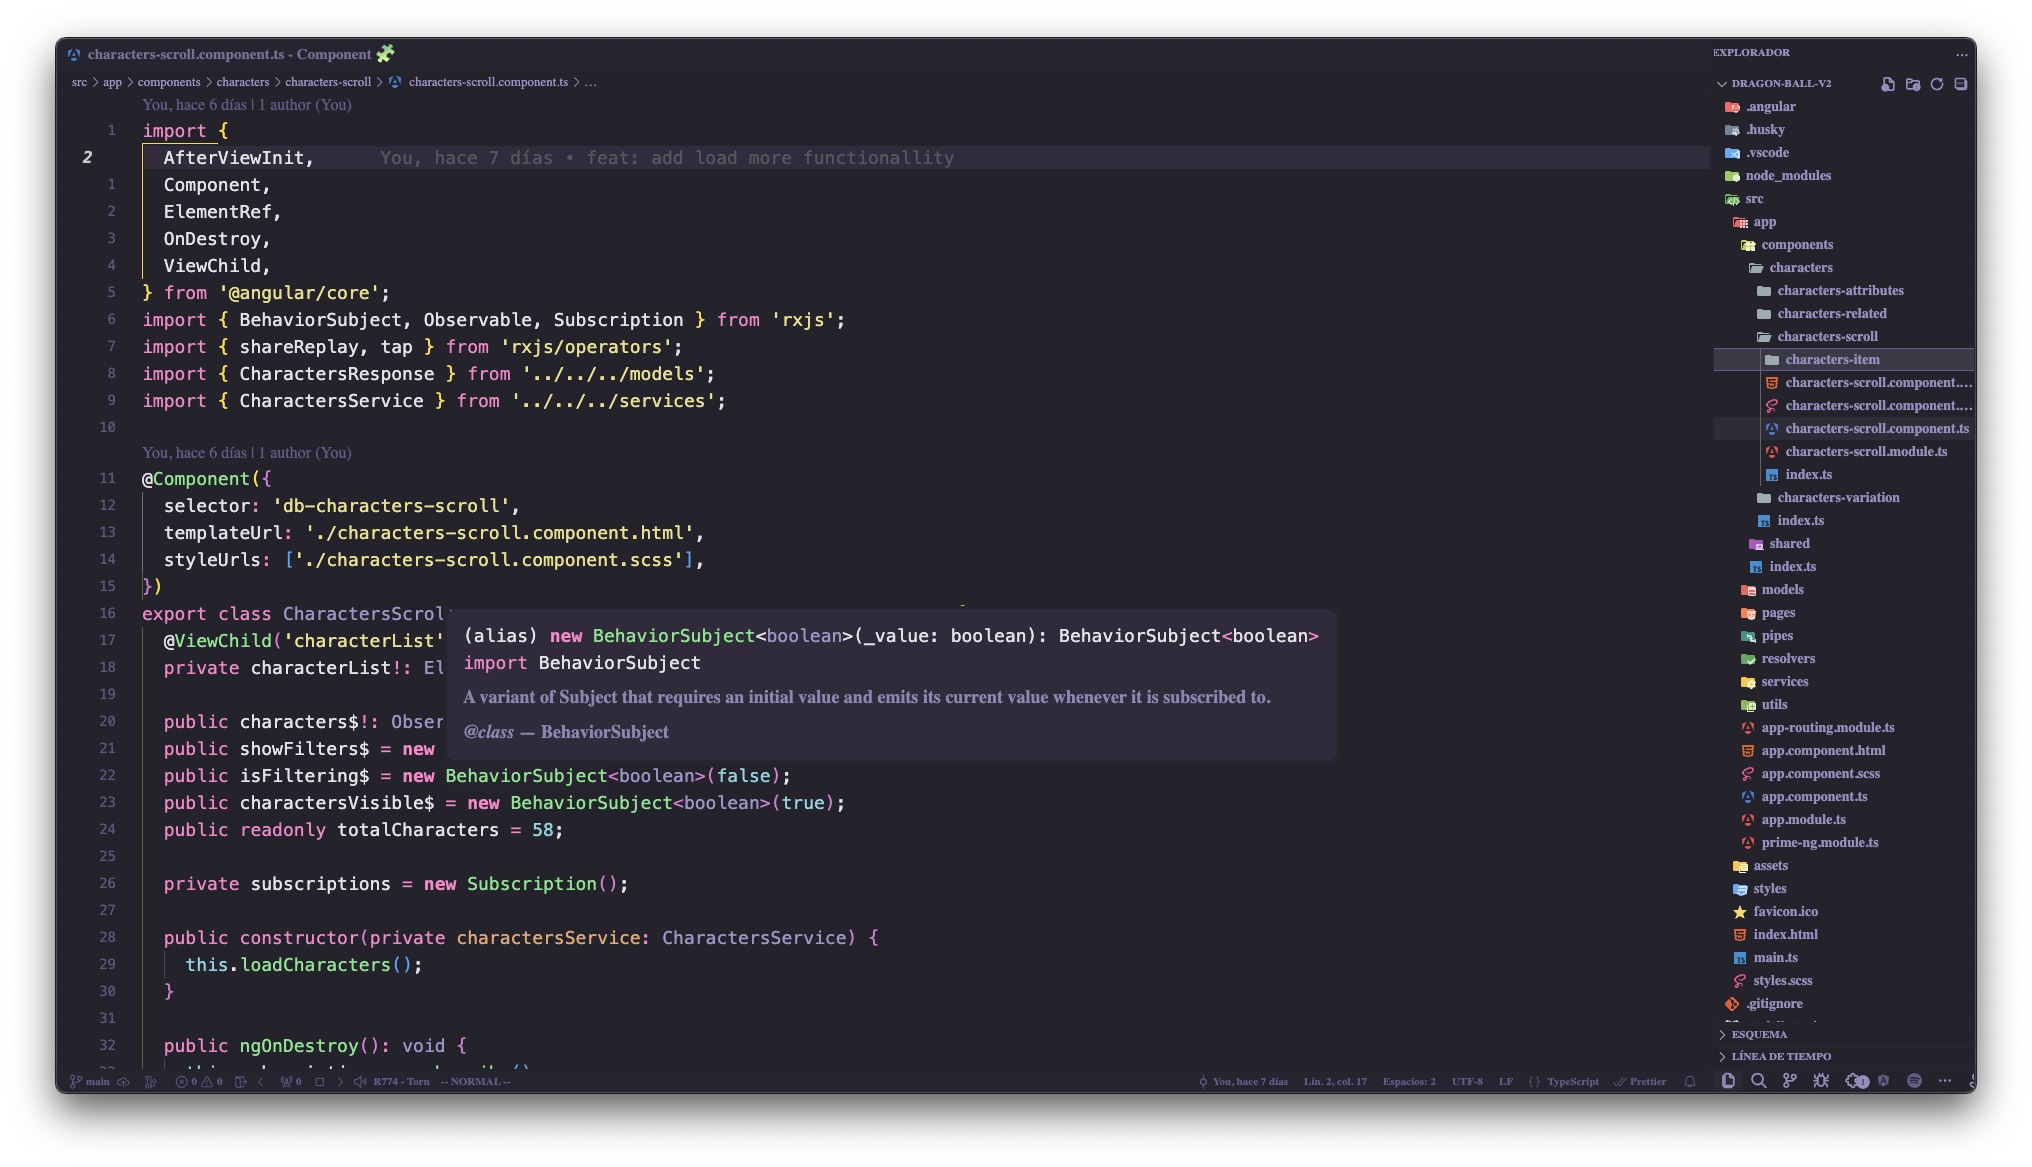 characters-scroll.component.ts - Component
src > app > components > characters > characters-scroll > characters-scroll.component.ts > ...
You, hace 6 días | 1 author (You)
1 import {
2 AfterViewInit, You, hace 7 días • feat: add load more functionallity
1 Component,
2 ElementRef,
3 OnDestroy,
4 ViewChild,
5 } from '@angular/core';
6 import { BehaviorSubject, Observable, Subscription } from 'rxjs';
7 import { shareReplay, tap } from 'rxjs/operators';
8 import { CharactersResponse } from '../../../models';
9 import { CharactersService } from '../../../services';
10
You, hace 6 días | 1 author (You)
11 @Component({
12 selector: 'db-characters-scroll',
13 templateUrl: './characters-scroll.component.html',
14 styleUrls: ['./characters-scroll.component.scss'],
15 })
16 export class CharactersScrol
17 @ViewChild('characterList'
18 private characterList!: El
19
20 public characters$!: Obser
21 public showFilters$ = new
22 public isFiltering$ = new BehaviorSubject<boolean>(false);
23 public charactersVisible$ = new BehaviorSubject<boolean>(true);
24 public readonly totalCharacters = 58;
25
26 private subscriptions = new Subscription();
27
28 public constructor(private charactersService: CharactersService) {
29 this.loadCharacters();
30 }
31
32 public ngOnDestroy(): void {
(alias) new BehaviorSubject<boolean>(_value: boolean): BehaviorSubject<boolean>
import BehaviorSubject
A variant of Subject that requires an initial value and emits its current value whenever it is subscribed to.
@class — BehaviorSubject
EXPLORADOR ...
DRAGON-BALL-V2
.angular
.husky
.vscode
node_modules
src
app
components
characters
characters-attributes
characters-related
characters-scroll
characters-item
characters-scroll.component....
characters-scroll.component....
characters-scroll.component.ts
characters-scroll.module.ts
index.ts
characters-variation
index.ts
shared
index.ts
models
pages
pipes
resolvers
services
utils
app-routing.module.ts
app.component.html
app.component.scss
app.component.ts
app.module.ts
prime-ng.module.ts
assets
styles
favicon.ico
index.html
main.ts
styles.scss
.gitignore
ESQUEMA
LÍNEA DE TIEMPO
main 0 0 0 R774 - Torn -- NORMAL -- You, hace 7 días Lín. 2, col. 17 Espacios: 2 UTF-8 LF {} TypeScript Prettier 1